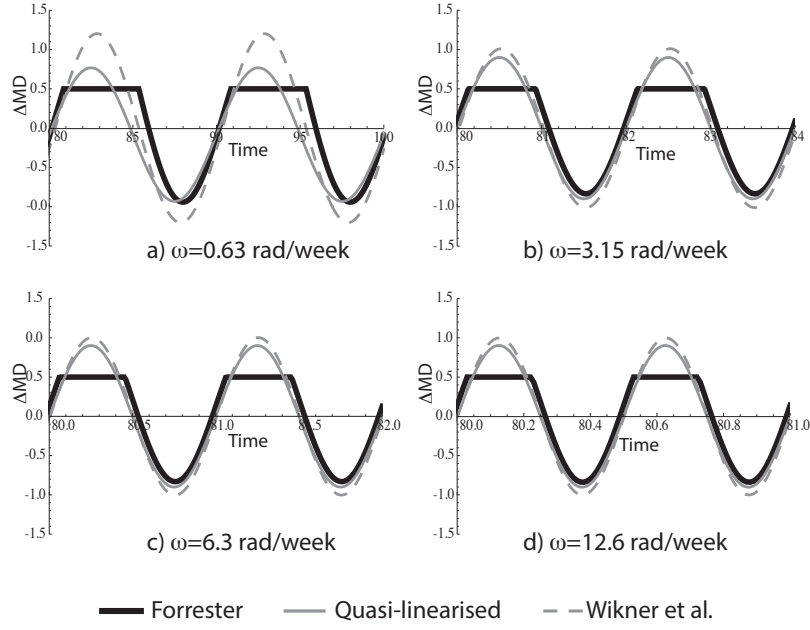 1.5
1.0
0.5
0.0
-0.5
-0.0
-1.5
ΔMD
80 85 90 95 100
Time
a) ω=0.63 rad/week
1.5
1.0
0.5
0.0
-0.5
-1.0
-1.5
ΔMD
80 81 82 83 84
Time
b) ω=3.15 rad/week
1.5
0.0
0.5
0.0
-0.5
-1.0
-1.5
ΔMD
80.0 80.5 81.0 81.5 82.0
Time
c) ω=6.3 rad/week
1.5
1.0
0.5
0.0
-0.5
-1.0
-1.5
ΔMD
80.0 80.2 80.4 80.6 80.8 81.0
Time
d) ω=12.6 rad/week
Forrester Quasi-linearised Wikner et al.